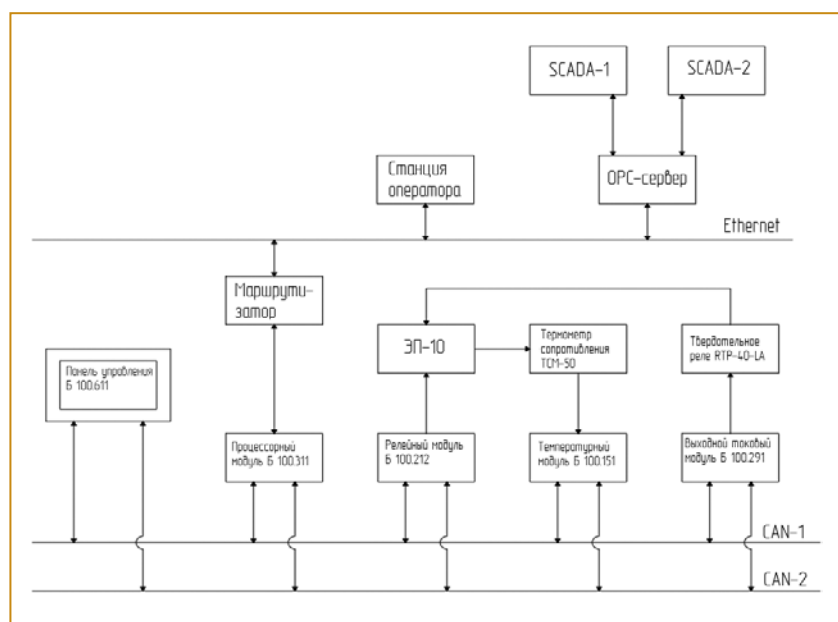 SCADA-1
SCADA-2
Станция
оператора
OPC-сервер
Ethernet
Маршрути-
затор
ЭП-10
Термометр
сопротивления
ТСМ-50
Твердотельное
реле RTP-40-LA
Панель управления
Б 100.611
Процессорный
модуль Б 100.311
Релейный модуль
Б 100.212
Температурный
модуль Б 100.151
Выходной токовый
модуль Б 100.291
CAN-1
CAN-2